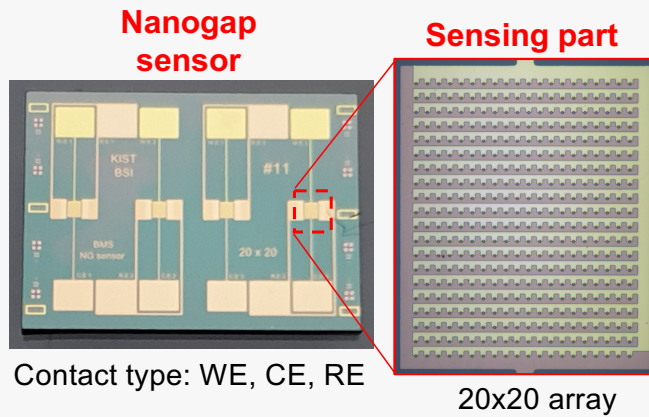 Nanogap
sensor
Sensing part
KIST
BSI
#11
BMS
NG sensor
20 x 20
Contact type: WE, CE, RE
20x20 array